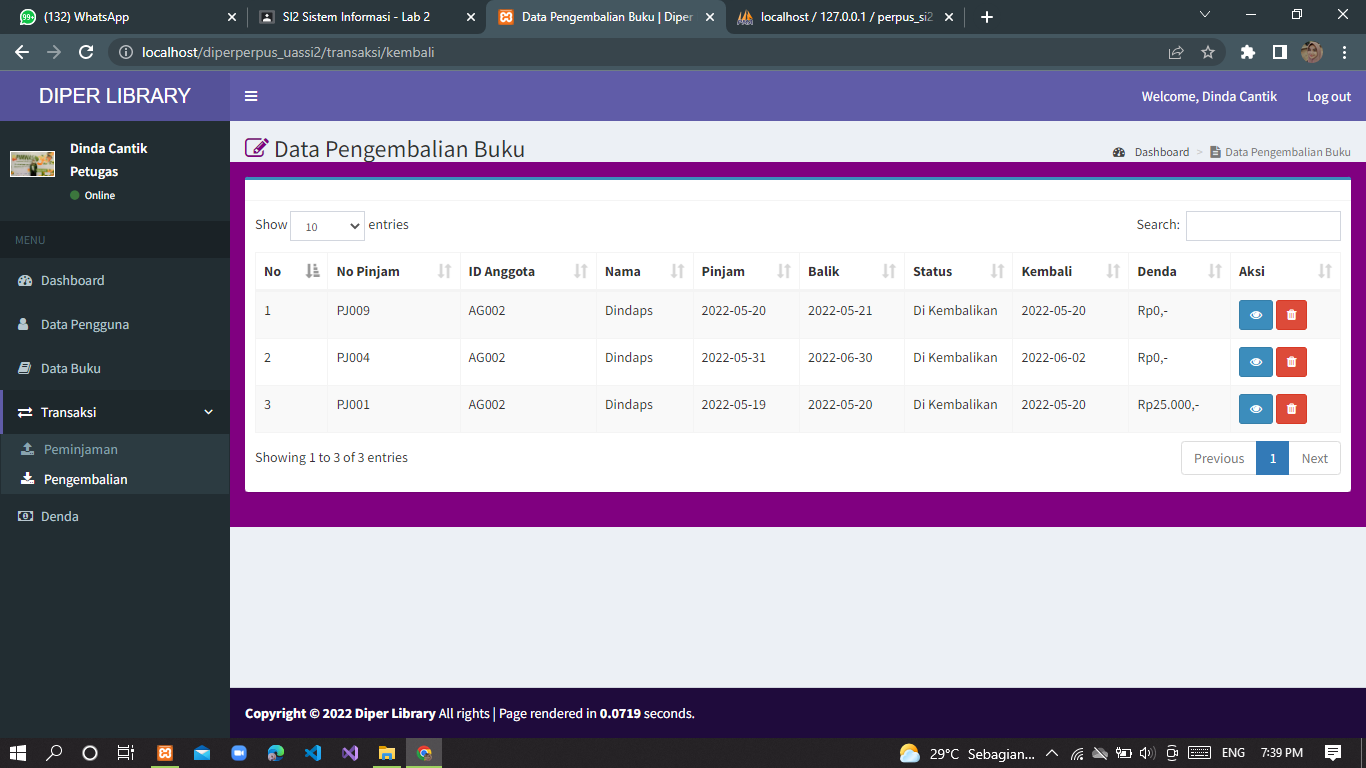 (132) WhatsApp
SI2 Sistem Informasi - Lab 2
Data Pengembalian Buku | Diper
localhost / 127.0.0.1 / perpus_si2
localhost/diperperpus_uassi2/transaksi/kembali
DIPER LIBRARY
Welcome, Dinda Cantik
Log out
Dinda Cantik
Petugas
Online
MENU
Dashboard
Data Pengguna
Data Buku
Transaksi
Peminjaman
Pengembalian
Denda
Data Pengembalian Buku
Dashboard > Data Pengembalian Buku
Show 10 entries
Search:
No No Pinjam ID Anggota Nama Pinjam Balik Status Kembali Denda Aksi
1 PJ009 AG002 Dindaps 2022-05-20 2022-05-21 Di Kembalikan 2022-05-20 Rp0,-
2 PJ004 AG002 Dindaps 2022-05-31 2022-06-30 Di Kembalikan 2022-06-02 Rp0,-
3 PJ001 AG002 Dindaps 2022-05-19 2022-05-20 Di Kembalikan 2022-05-20 Rp25.000,-
Showing 1 to 3 of 3 entries
Previous 1 Next
Copyright © 2022 Diper Library All rights | Page rendered in 0.0719 seconds.
29°C Sebagian... ENG 7:39 PM